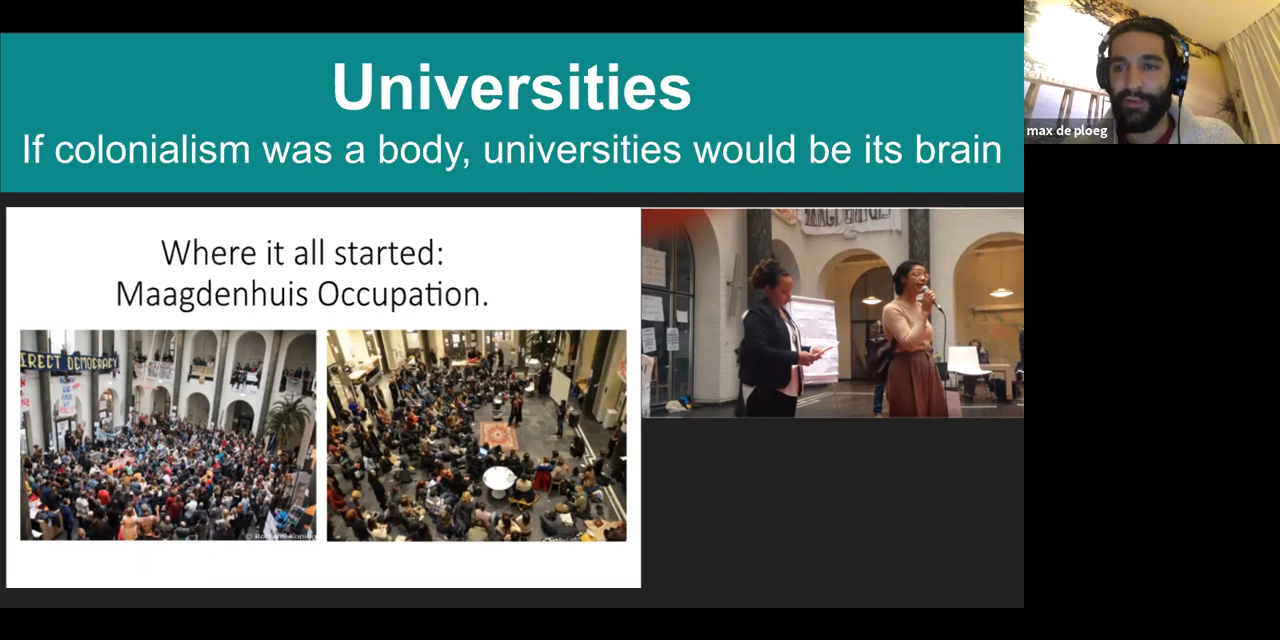 Universities
If colonialism was a body, universities would be its brain
max de ploeg
Where it all started:
Maagdenhuis Occupation.
IRECT DEMOCRACY